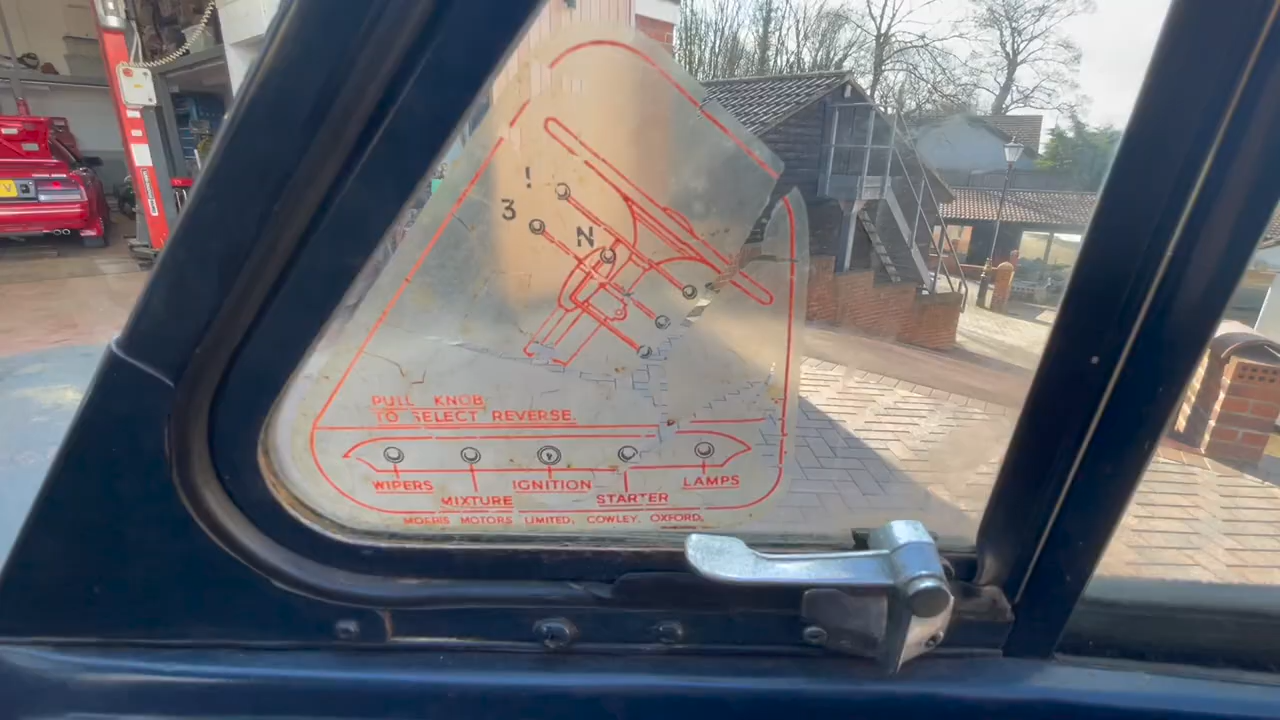 !
3
N
PULL KNOB
TO SELECT REVERSE.
WIPERS
IGNITION
LAMPS
MIXTURE
STARTER
MORRIS MOTORS LIMITED, COWLEY, OXFORD.